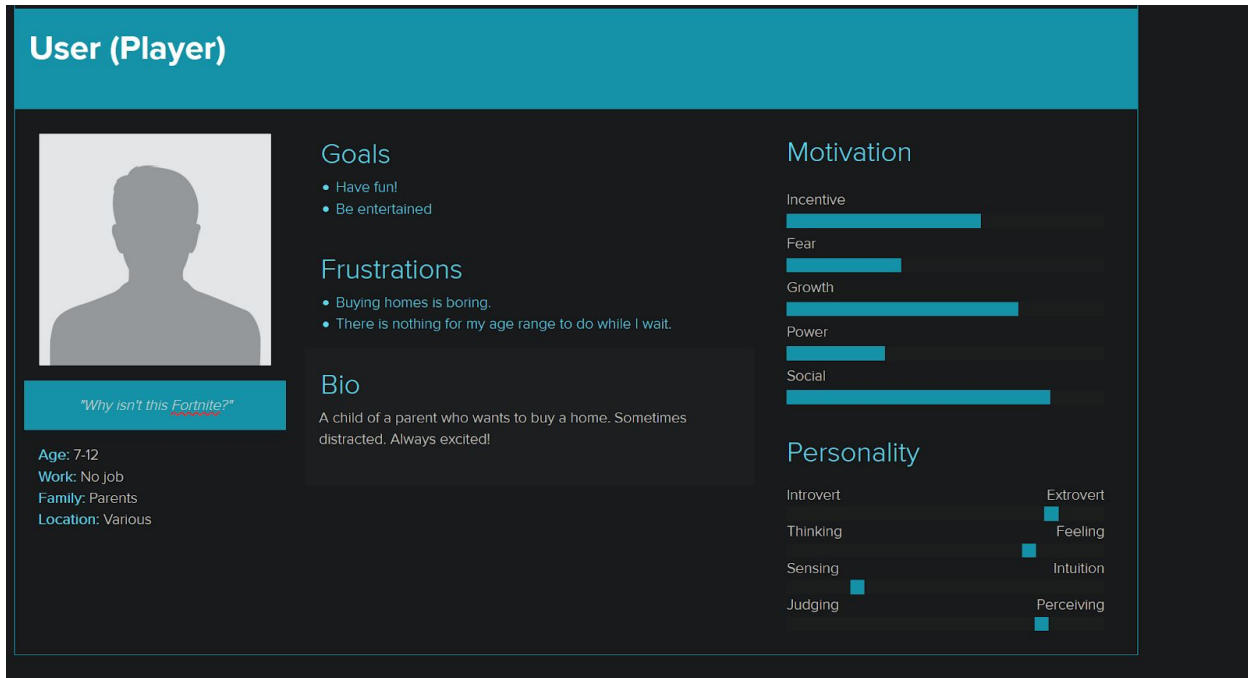 User (Player)
"Why isn't this Fortnite?"
Age: 7-12
Work: No job
Family: Parents
Location: Various
Goals
• Have fun!
• Be entertained
Frustrations
• Buying homes is boring.
• There is nothing for my age range to do while I wait.
Bio
A child of a parent who wants to buy a home. Sometimes
distracted. Always excited!
Motivation
Incentive
Fear
Growth
Power
Social
Personality
Introvert Extrovert
Thinking Feeling
Sensing Intuition
Judging Perceiving